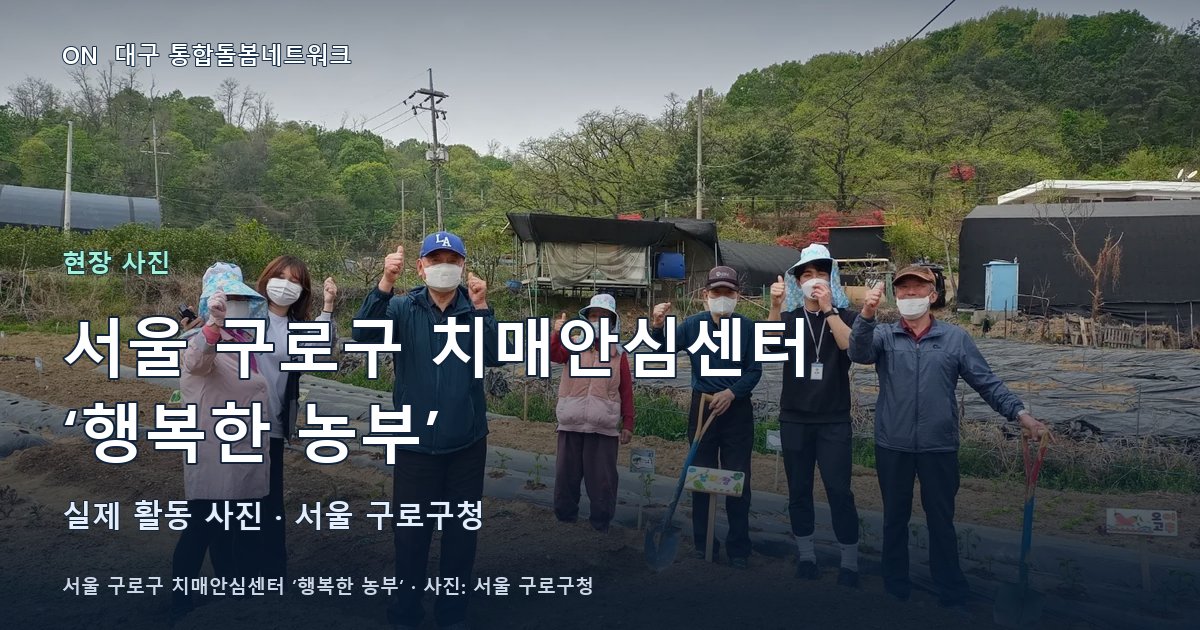 ON 대구 통합돌봄네트워크
현장 사진
서울 구로구 치매안심센터
‘행복한 농부’
실제 활동 사진 · 서울 구로구청
서울 구로구 치매안심센터 ‘행복한 농부’ · 사진: 서울 구로구청
LA